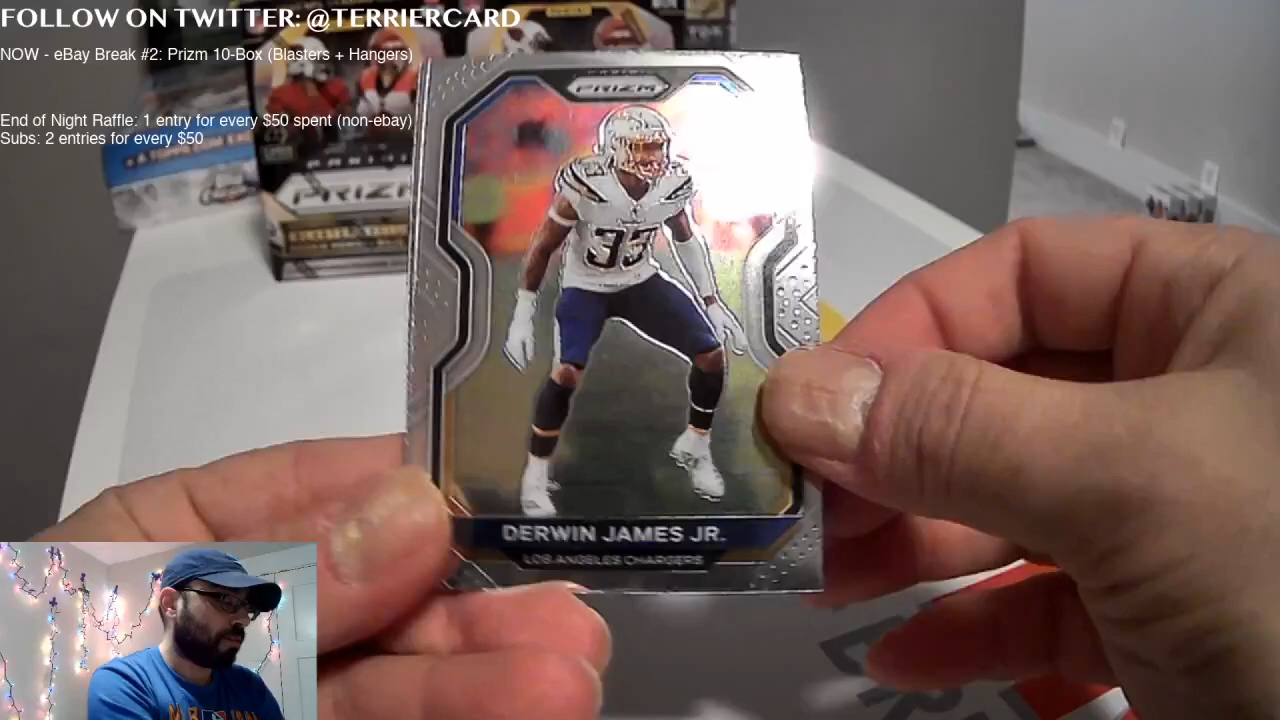 FOLLOW ON TWITTER: @TERRIERCARD
NOW - eBay Break #2: Prizm 10-Box (Blasters + Hangers)
End of Night Raffle: 1 entry for every $50 spent (non-ebay)
Subs: 2 entries for every $50
PRIZM
PRIZM
33
DERWIN JAMES JR.
LOS ANGELES CHARGERS